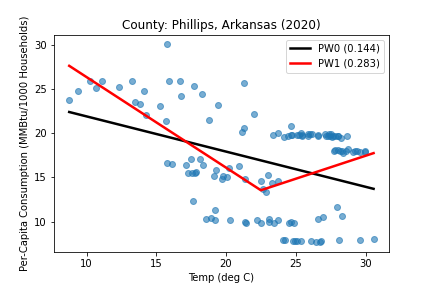 County: Phillips, Arkansas (2020)
PW0 (0.144)
PW1 (0.283)
Per-Capita Consumption (MMBtu/1000 Households)
30
25
20
15
10
10
15
20
25
30
Temp (deg C)